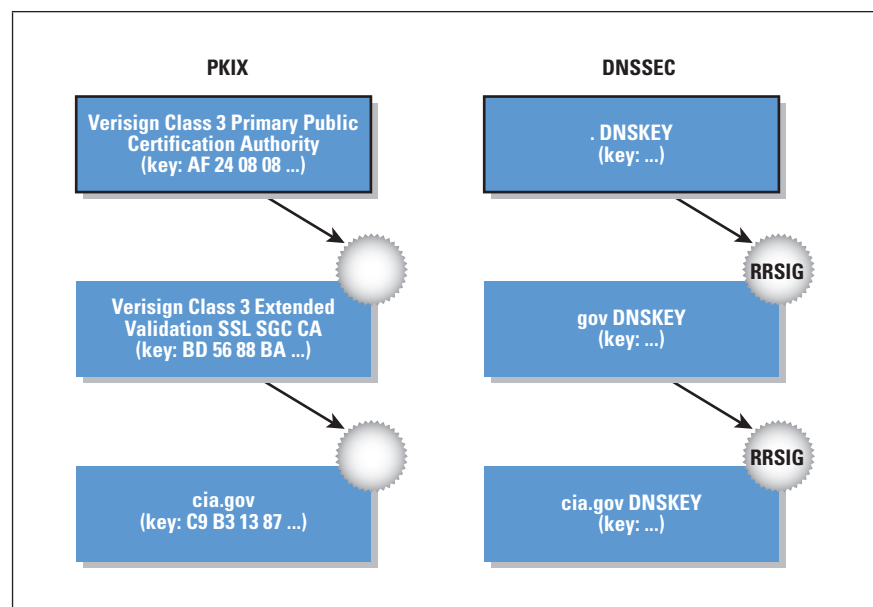 PKIX
Verisign Class 3 Primary Public
Certification Authority
(key: AF 24 08 08 ...)
Verisign Class 3 Extended
Validation SSL SGC CA
(key: BD 56 88 BA ...)
cia.gov
(key: C9 B3 13 87 ...)
DNSSEC
. DNSKEY
(key: ...)
RRSIG
gov DNSKEY
(key: ...)
RRSIG
cia.gov DNSKEY
(key: ...)